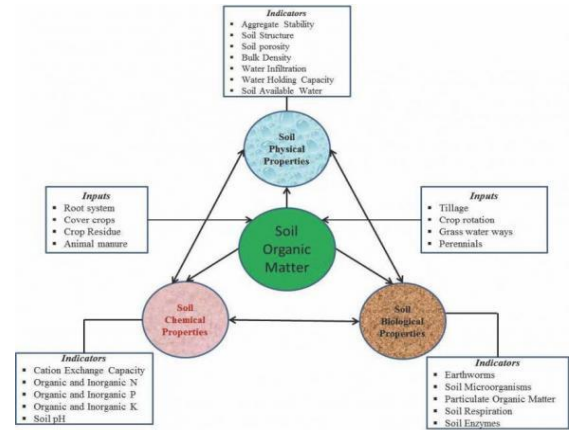 Indicators
Aggregate Stability
Soil Structure
Soil porosity
Bulk Density
Water Infiltration
Water Holding Capacity
Soil Available Water
Soil
Physical
Properties
Inputs
Root system
Cover crops
Crop Residue
Animal manure
Soil
Organic
Matter
Inputs
Tillage
Crop rotation
Grass water ways
Perennials
Soil
Chemical
Properties
Soil
Biological
Properties
Indicators
Cation Exchange Capacity
Organic and Inorganic N
Organic and Inorganic P
Organic and Inorganic K
Soil pH
Indicators
Earthworms
Soil Microorganisms
Particulate Organic Matter
Soil Respiration
Soil Enzymes